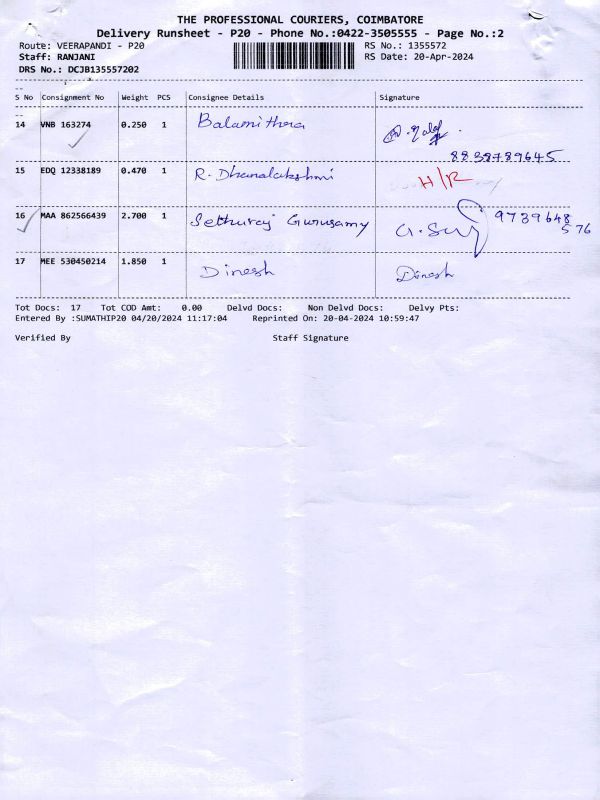 THE PROFESSIONAL COURIERS, COIMBATORE
Delivery Runsheet - P20 - Phone No.:0422-3505555 - Page No.:2
Route: VEERAPANDI - P20 RS No.: 1355572
Staff: RANJANI RS Date: 20-Apr-2024
DRS No.: DCJB135557202
S No Consignment No Weight PCS Consignee Details Signature
14 VNB 163274 0.250 1 Balamithra
8838789645
15 EDQ 12338189 0.470 1 R. Dhanalakshmi H/R
16 MAA 862566439 2.700 1 Sethuraj Gurusamy 9739648
576
17 MEE 530450214 1.850 1 Dinesh Dinesh
Tot Docs: 17 Tot COD Amt: 0.00 Delvd Docs: Non Delvd Docs: Delvy Pts:
Entered By :SUMATHIP20 04/20/2024 11:17:04 Reprinted On: 20-04-2024 10:59:47
Verified By Staff Signature